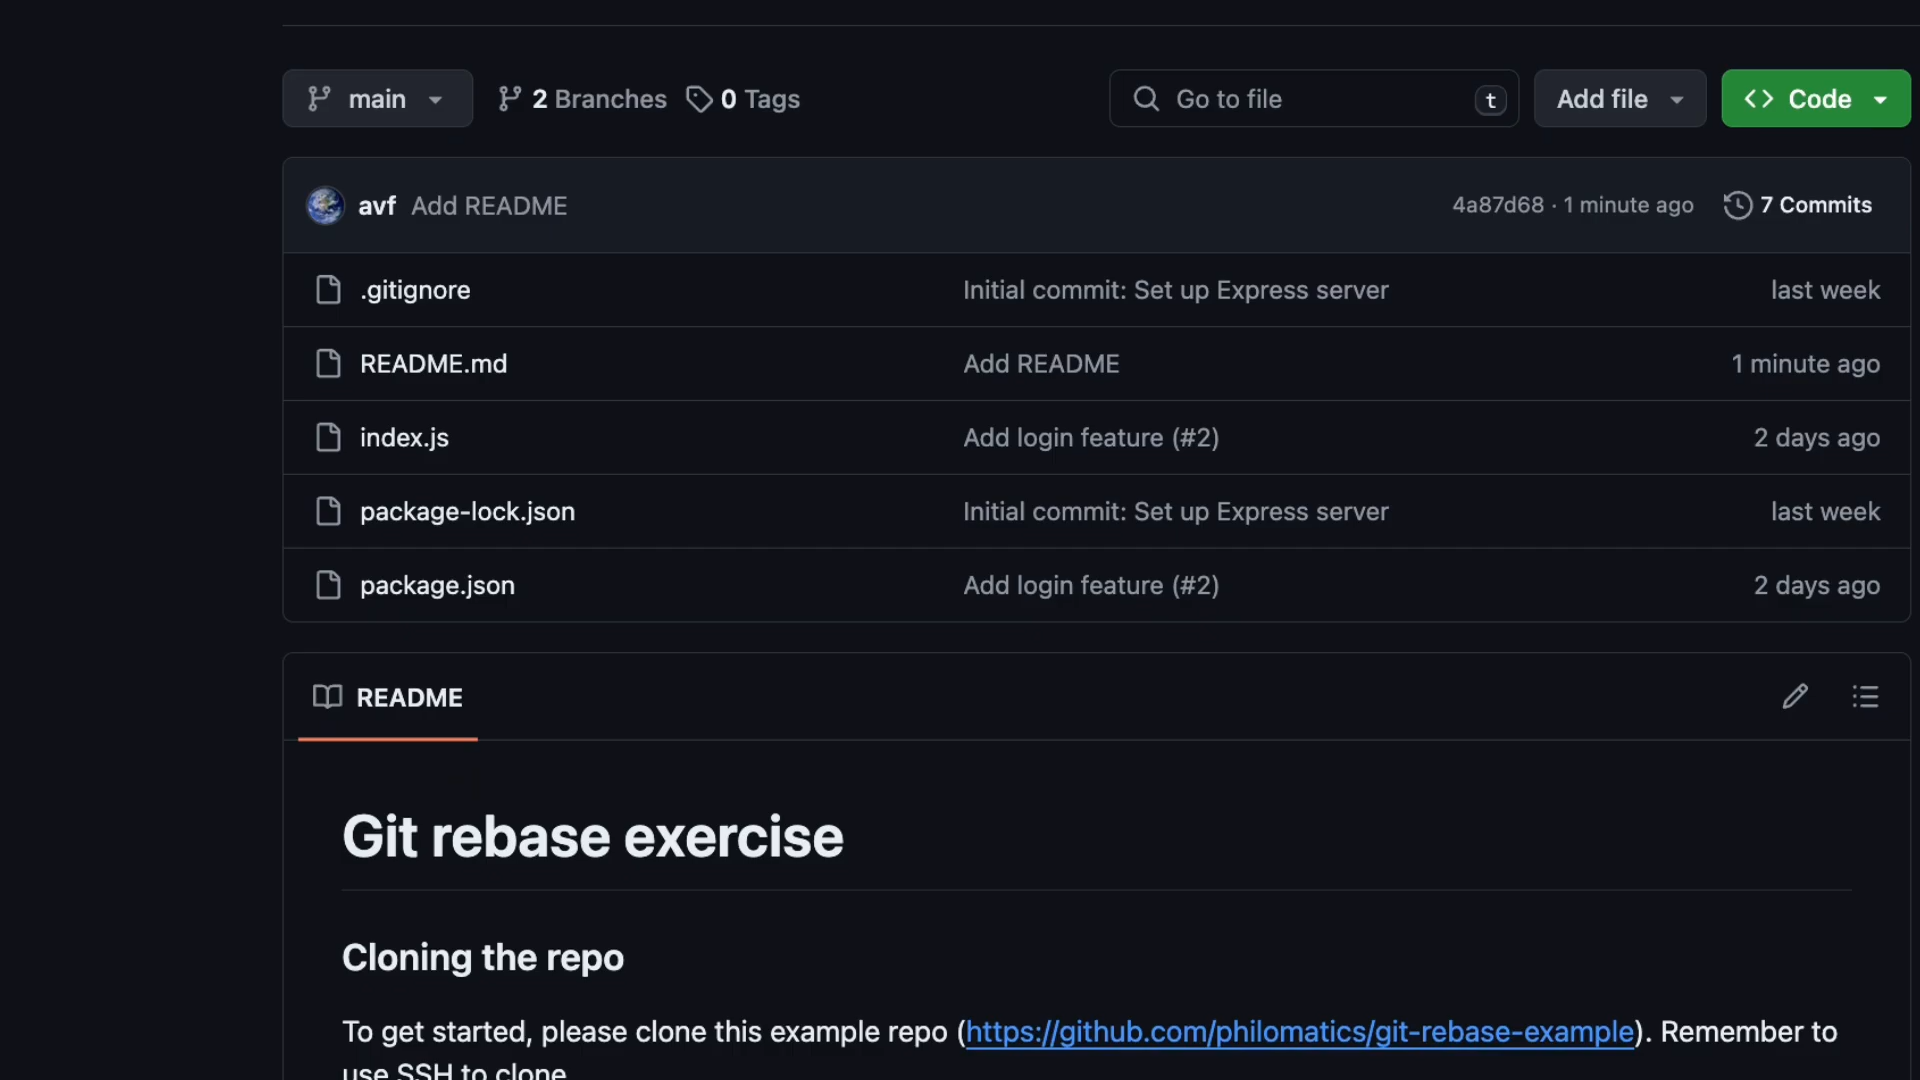 main 2 Branches 0 Tags Go to file t Add file Code
avf Add README 4a87d68 · 1 minute ago 7 Commits
.gitignore Initial commit: Set up Express server last week
README.md Add README 1 minute ago
index.js Add login feature (#2) 2 days ago
package-lock.json Initial commit: Set up Express server last week
package.json Add login feature (#2) 2 days ago
README
Git rebase exercise
Cloning the repo
To get started, please clone this example repo (https://github.com/philomatics/git-rebase-example). Remember to
use SSH to clone